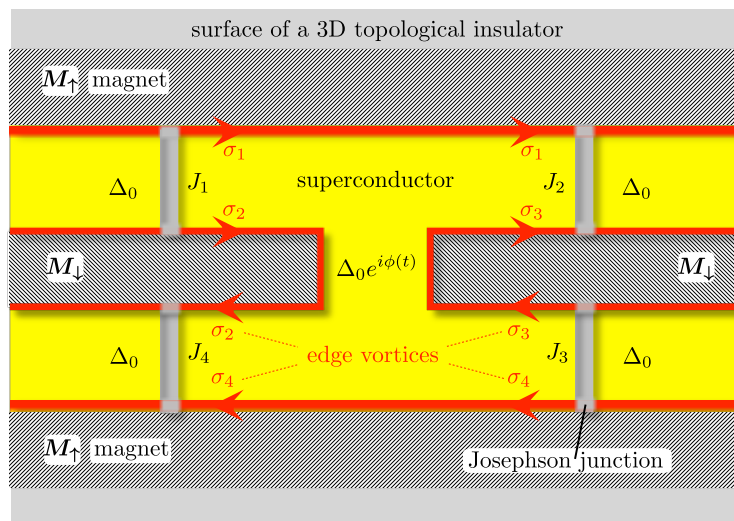 surface of a 3D topological insulator
M↑ magnet
σ₁ σ₁
Δ₀ J₁ superconductor J₂ Δ₀
σ₂ σ₃
M↓ Δ₀e^{iϕ(t)} M↓
σ₂ σ₃
Δ₀ J₄ edge vortices J₃ Δ₀
σ₄ σ₄
M↑ magnet
Josephson junction